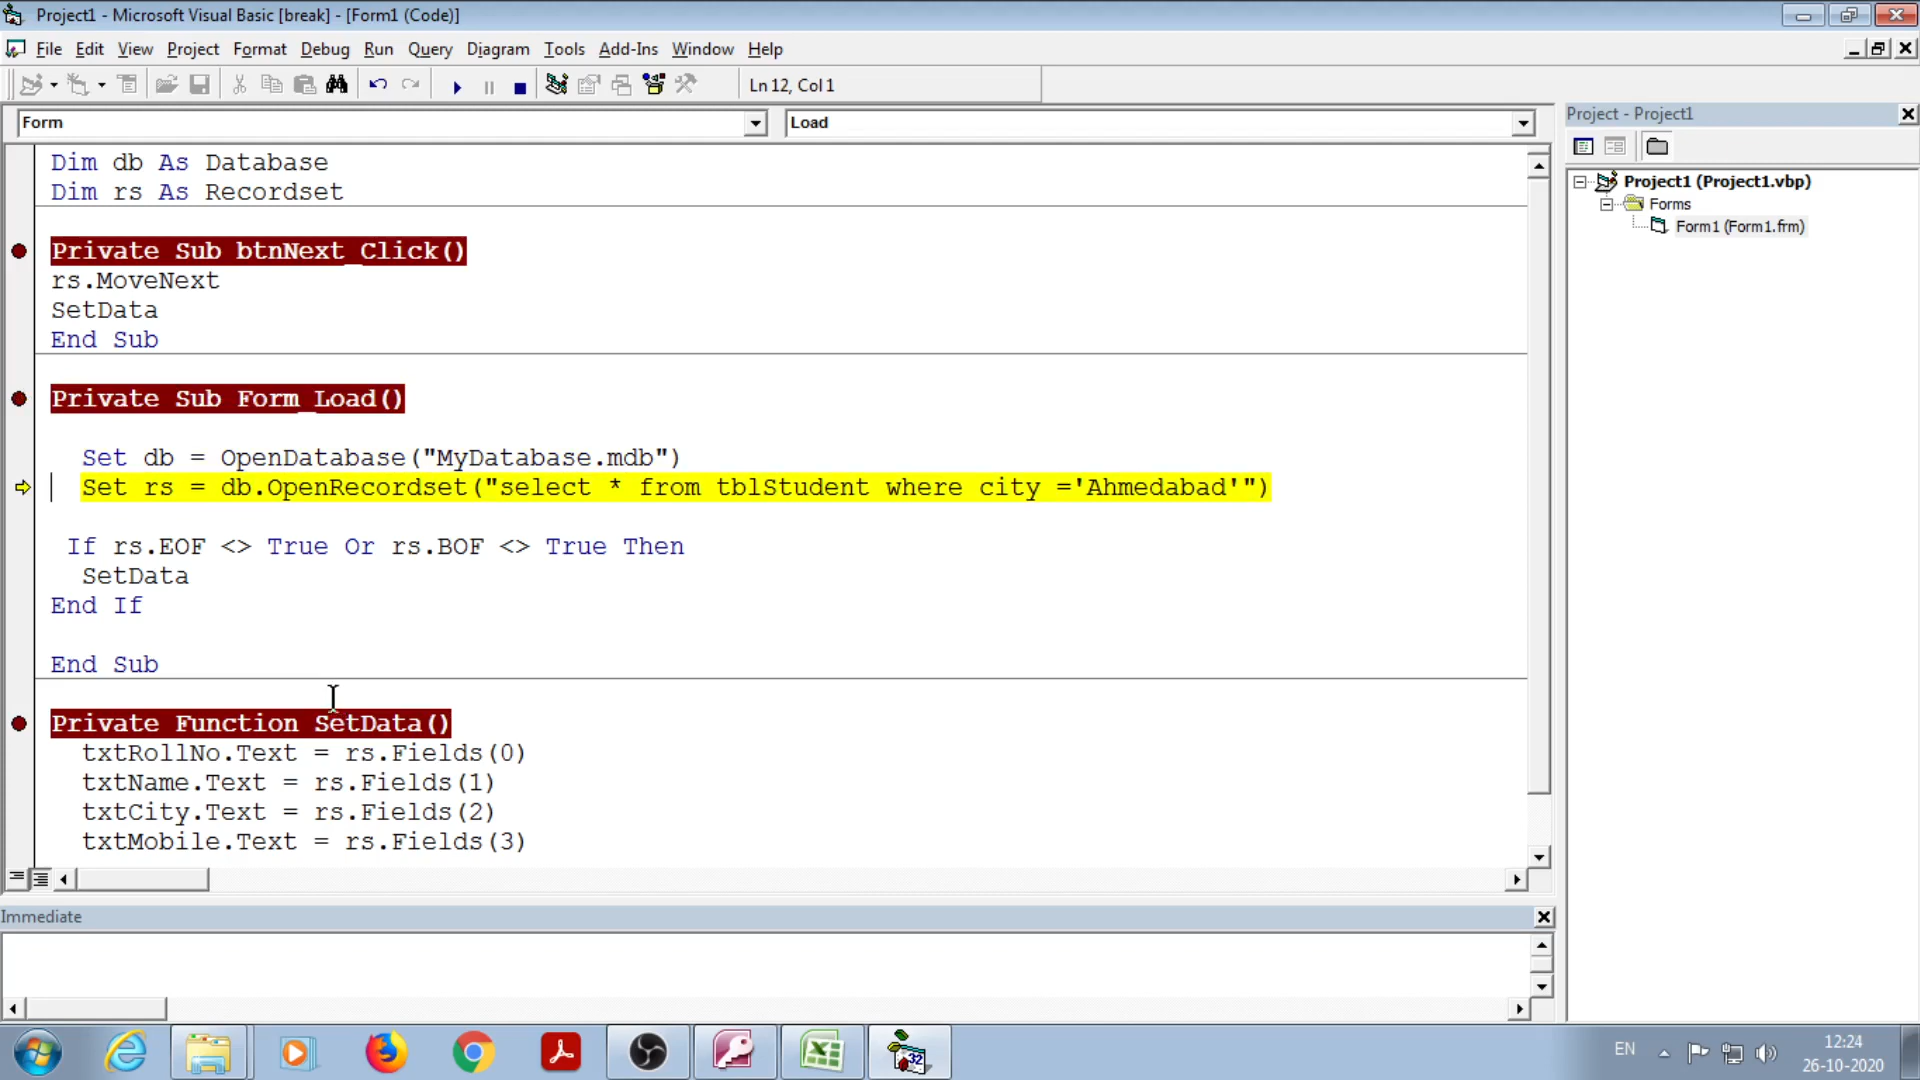 Project1 - Microsoft Visual Basic [break] - [Form1 (Code)]
File Edit View Project Format Debug Run Query Diagram Tools Add-Ins Window Help
Ln 12, Col 1
Form
Load
Project - Project1
Dim db As Database
Dim rs As Recordset
Private Sub btnNext_Click()
rs.MoveNext
SetData
End Sub
Private Sub Form_Load()
Set db = OpenDatabase("MyDatabase.mdb")
Set rs = db.OpenRecordset("select * from tblStudent where city ='Ahmedabad'")
If rs.EOF <> True Or rs.BOF <> True Then
SetData
End If
End Sub
Private Function SetData()
txtRollNo.Text = rs.Fields(0)
txtName.Text = rs.Fields(1)
txtCity.Text = rs.Fields(2)
txtMobile.Text = rs.Fields(3)
Project1 (Project1.vbp)
Forms
Form1 (Form1.frm)
Immediate
32
EN
12:24
26-10-2020